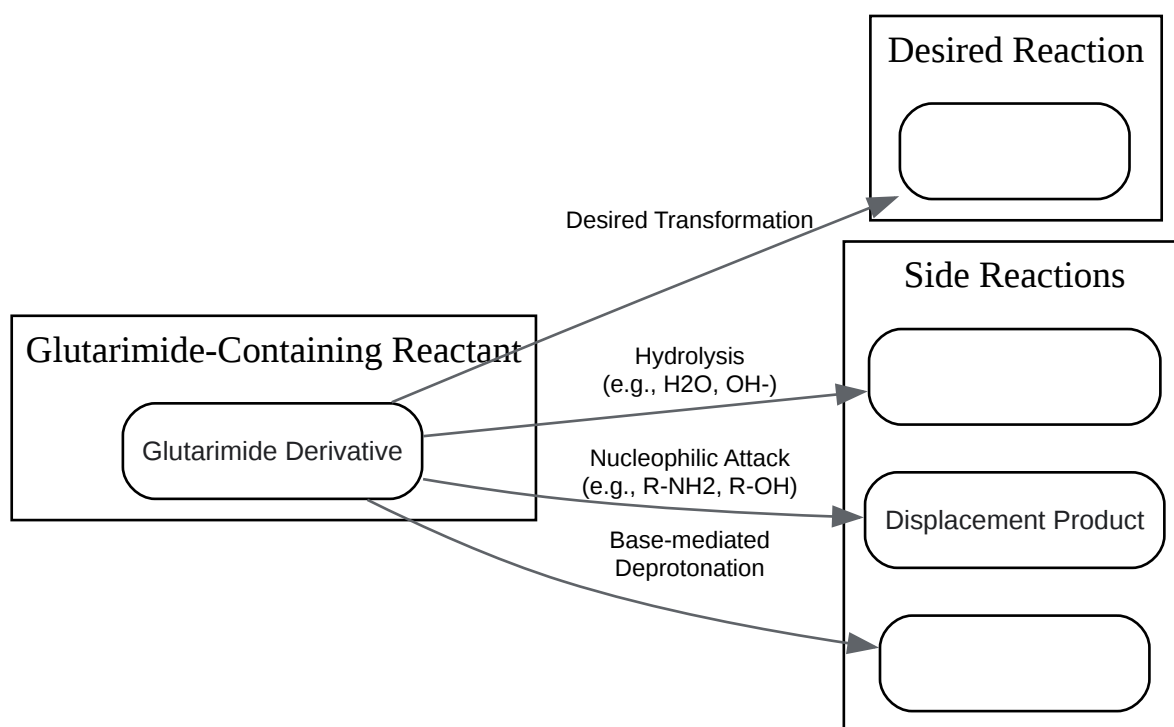 Desired Reaction
Desired Transformation
Side Reactions
Glutarimide-Containing Reactant
Hydrolysis
(e.g., H2O, OH-)
Glutarimide Derivative
Nucleophilic Attack
(e.g., R-NH2, R-OH)
Displacement Product
Base-mediated
Deprotonation